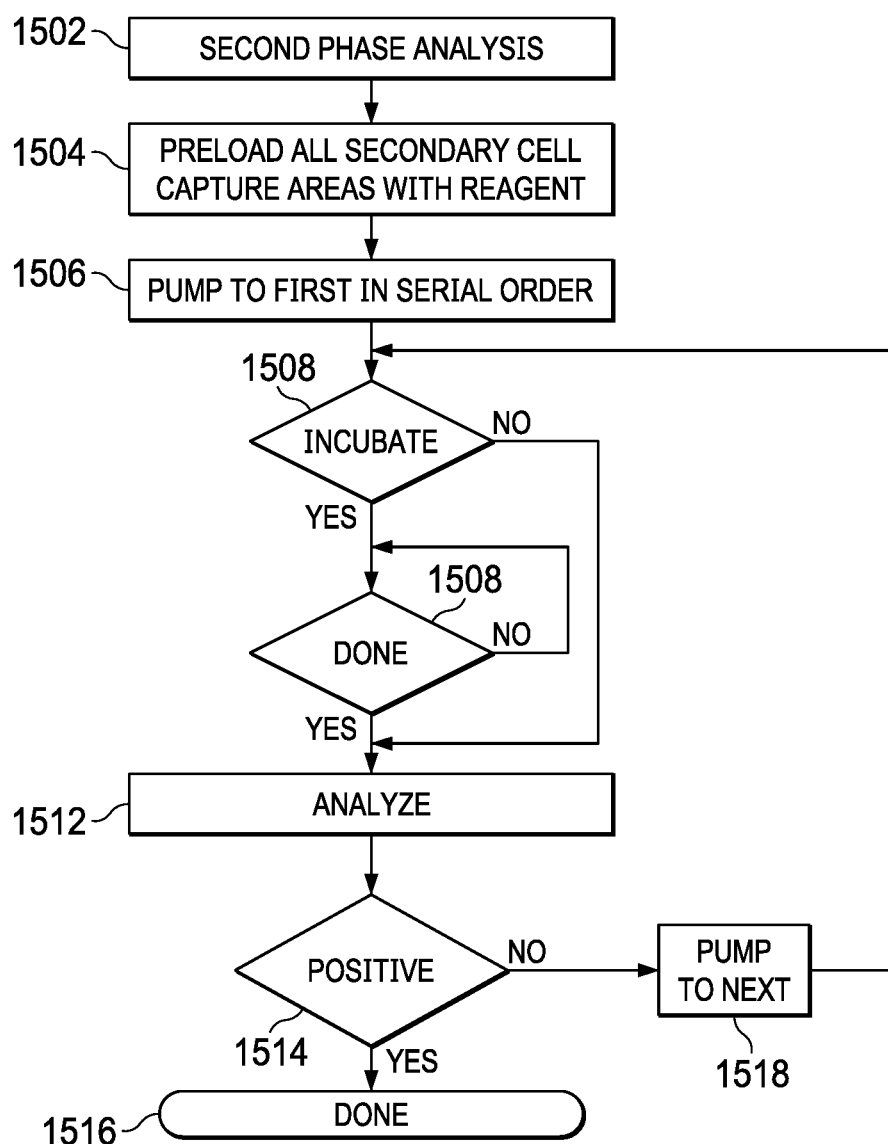 1502
SECOND PHASE ANALYSIS
1504
PRELOAD ALL SECONDARY CELL
CAPTURE AREAS WITH REAGENT
1506
PUMP TO FIRST IN SERIAL ORDER
1508
INCUBATE
NO
YES
1508
DONE
NO
YES
1512
ANALYZE
POSITIVE
NO
PUMP
TO NEXT
1514
YES
1518
1516
DONE